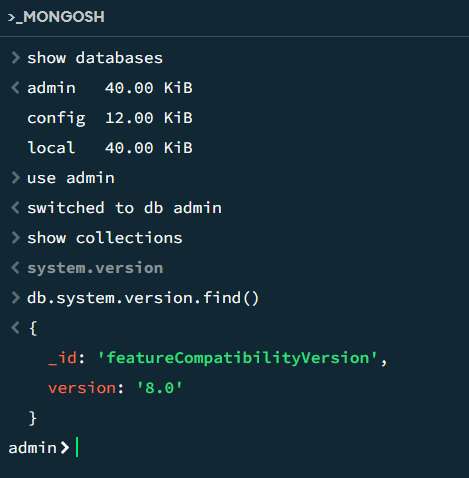 >_MONGOSH
> show databases
< admin   40.00 KiB
config  12.00 KiB
local   40.00 KiB
> use admin
< switched to db admin
> show collections
< system.version
> db.system.version.find()
< {
_id: 'featureCompatibilityVersion',
version: '8.0'
}
admin>